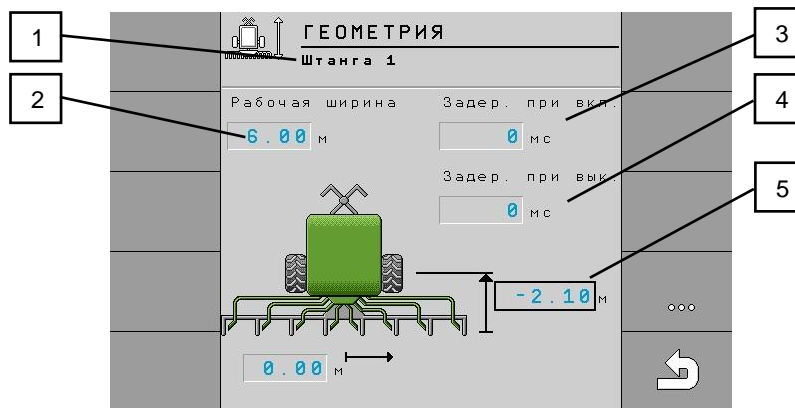 1
ГЕОМЕТРИЯ
Штанга 1
3
2
Рабочая ширина
Задер. при вкл.
4
6.00 м
0 мс
Задер. при вык.
5
0 мс
-2.10 м
...
0.00 м